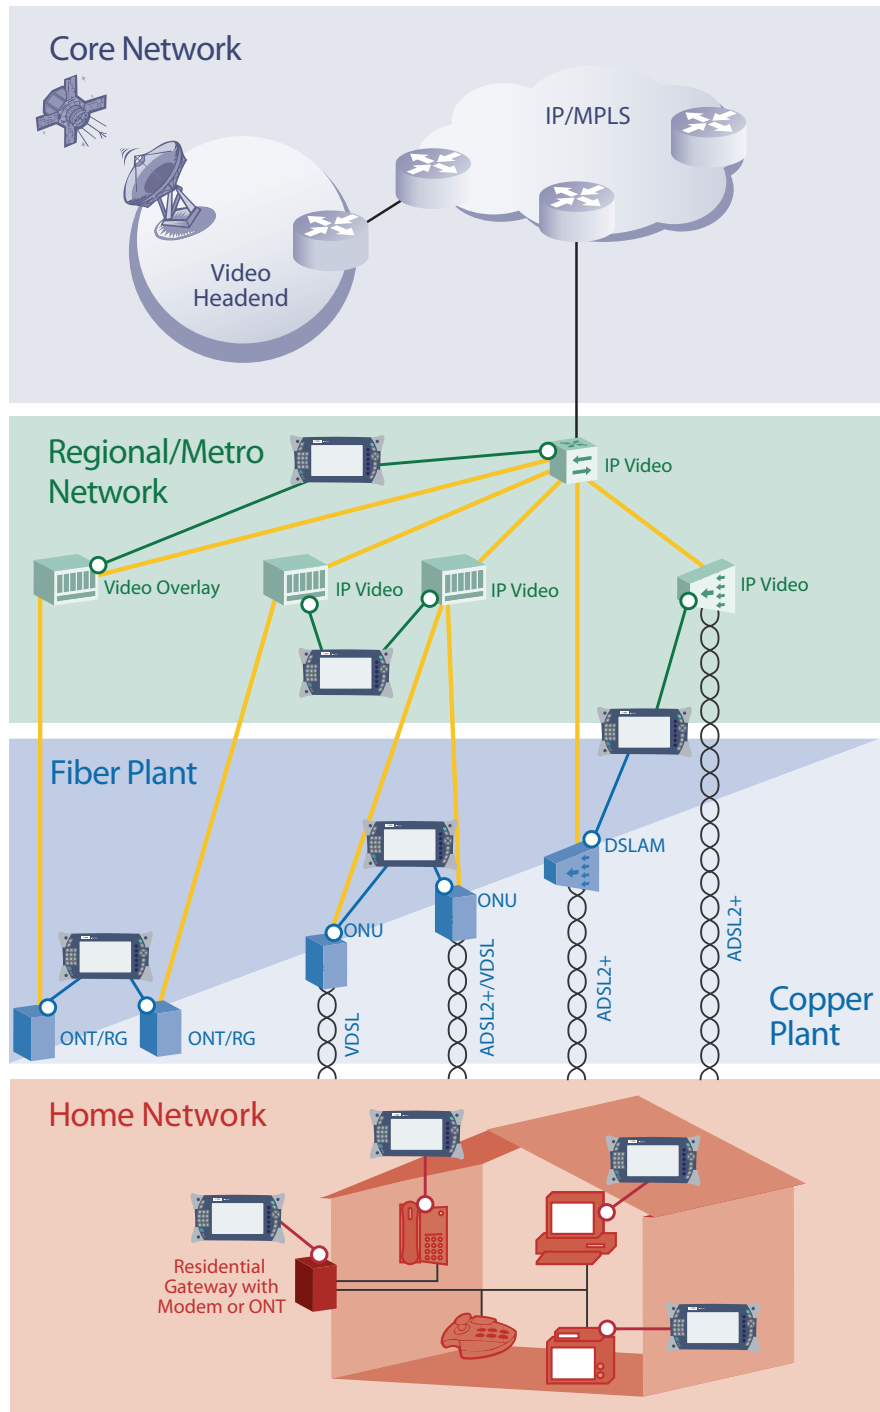 Core Network
IP/MPLS
Video
Headend
Regional/Metro
Network
IP Video
Video Overlay
IP Video
IP Video
IP Video
Fiber Plant
DSLAM
ONU
ONU
ADSL2+
ADSL2+
ADSL2+/VDSL
VDSL
ONT/RG
ONT/RG
Copper
Plant
Home Network
Residential
Gateway with
Modem or ONT